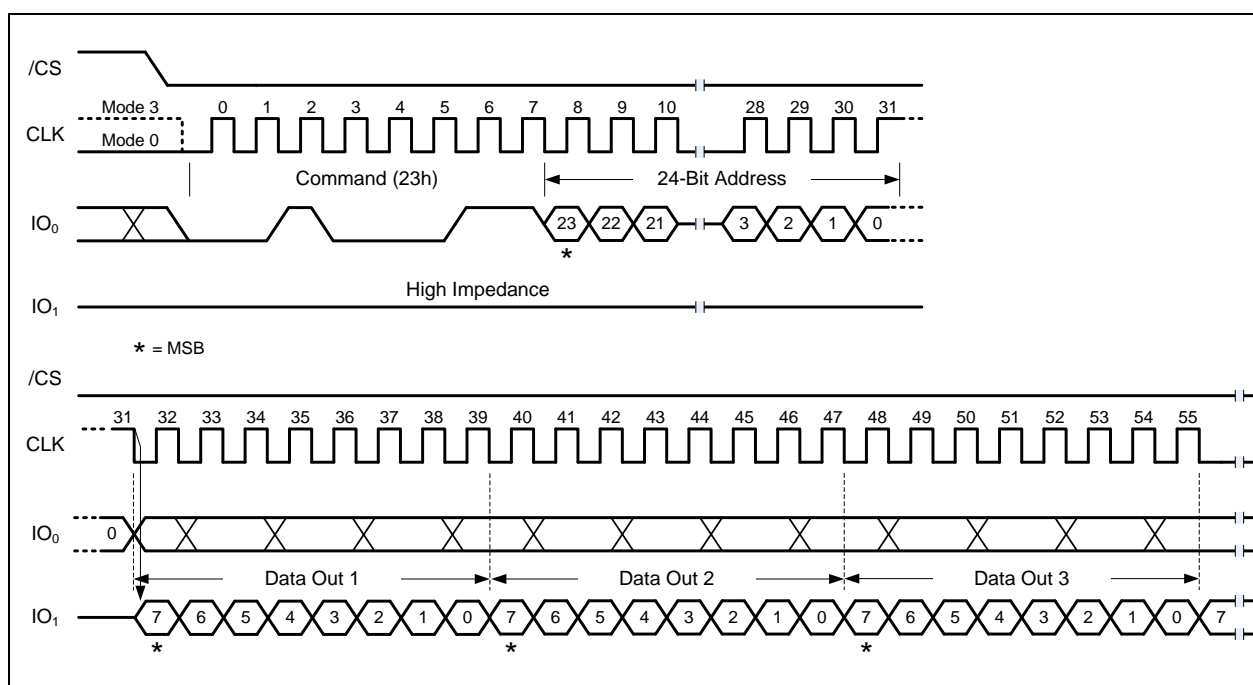 /CS
Mode 3
0 1 2 3 4 5 6 7 8 9 10 28 29 30 31
CLK
Mode 0
Command (23h)
24-Bit Address
IO0
23 22 21 3 2 1 0
*
High Impedance
IO1
* = MSB
/CS
31 32 33 34 35 36 37 38 39 40 41 42 43 44 45 46 47 48 49 50 51 52 53 54 55
CLK
IO0
0
Data Out 1
Data Out 2
Data Out 3
IO1
7 6 5 4 3 2 1 0 7 6 5 4 3 2 1 0 7 6 5 4 3 2 1 0 7
* * *